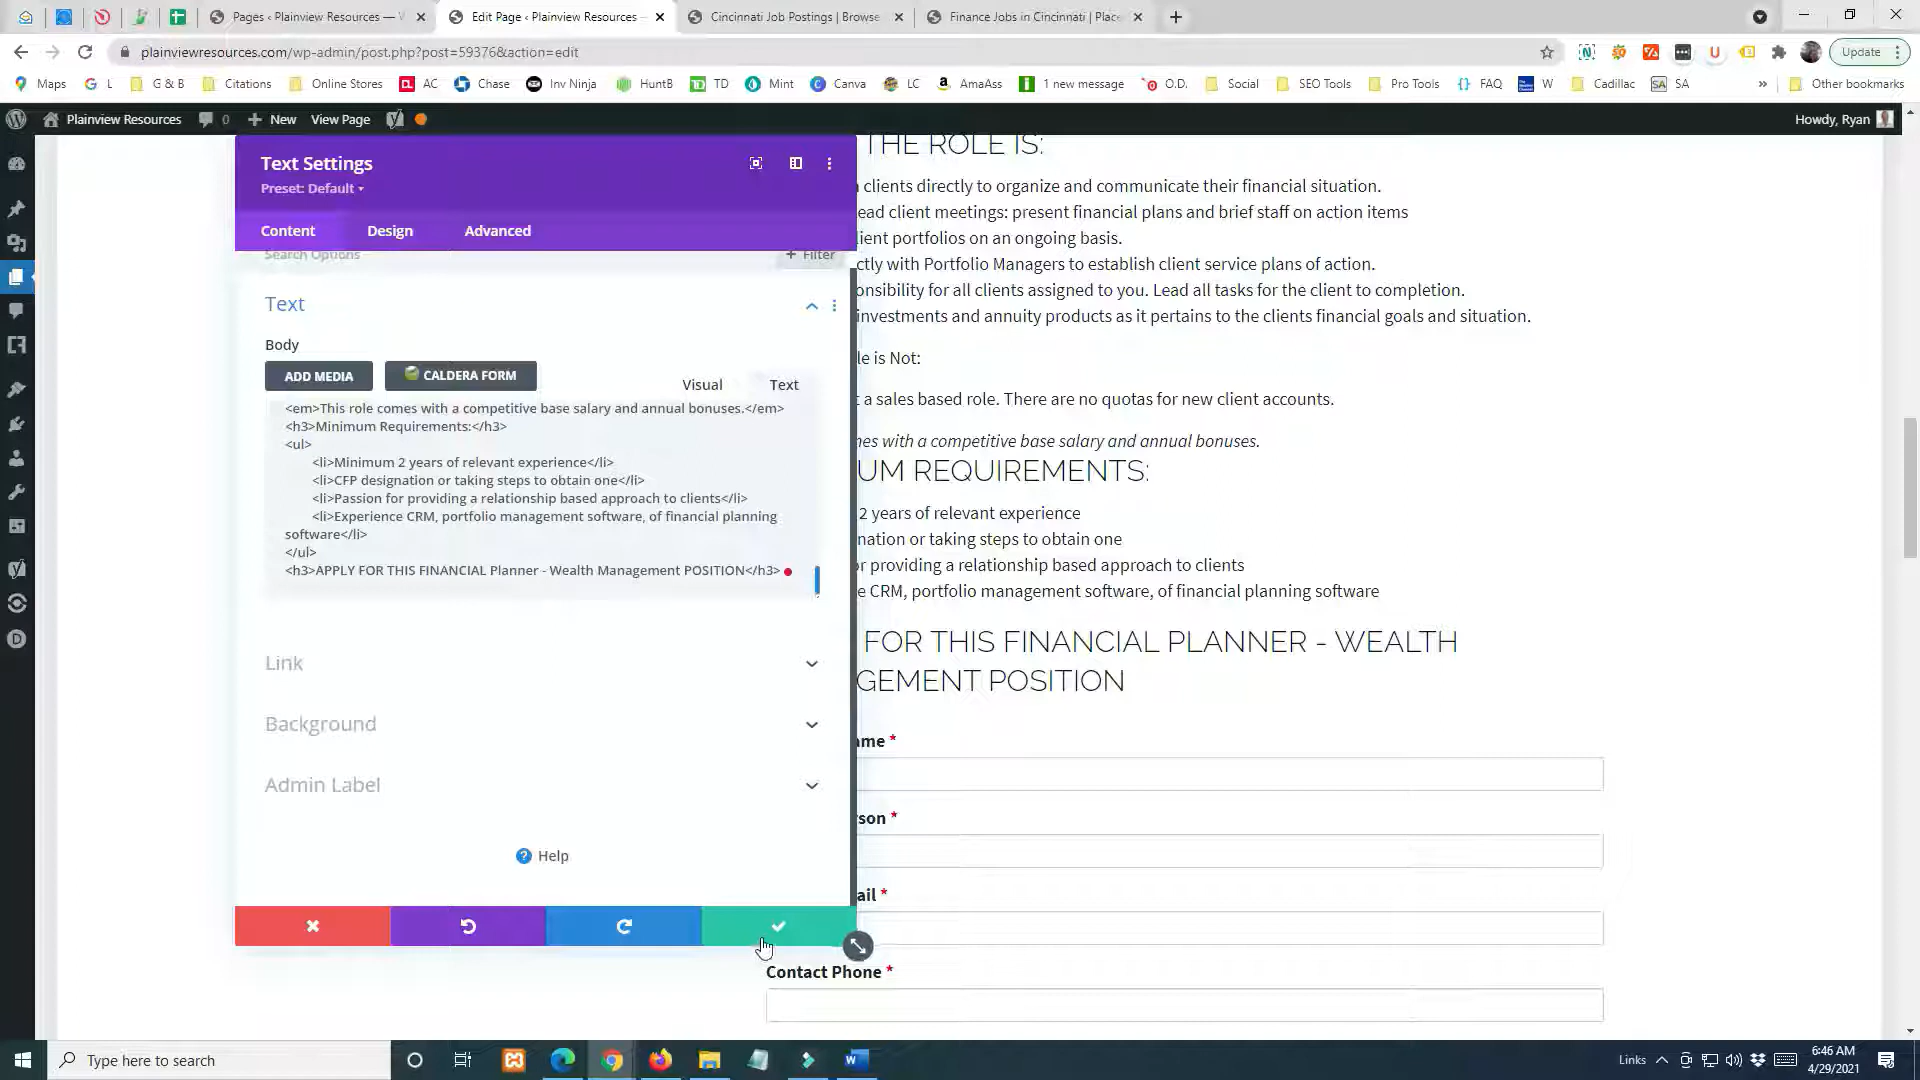 Pages ‹ Plainview Resources —
Edit Page ‹ Plainview Resources
Cincinnati Job Postings | Browse
Finance Jobs in Cincinnati | Place
plainviewresources.com/wp-admin/post.php?post=59376&action=edit
Update
Maps
L
G & B
Citations
Online Stores
AC
Chase
Inv Ninja
HuntB
TD
Mint
Canva
LC
AmaAss
1 new message
O.D.
Social
SEO Tools
Pro Tools
FAQ
W
Cadillac
SA
SA
»
Other bookmarks
Plainview Resources
0
New
View Page
Howdy, Ryan
Text Settings
Preset: Default
Content
Design
Advanced
Search Options
+ Filter
Text
Body
ADD MEDIA
CALDERA FORM
Visual
Text
<em>This role comes with a competitive base salary and annual bonuses.</em>
<h3>Minimum Requirements:</h3>
<ul>
<li>Minimum 2 years of relevant experience</li>
<li>CFP designation or taking steps to obtain one</li>
<li>Passion for providing a relationship based approach to clients</li>
<li>Experience CRM, portfolio management software, of financial planning
software</li>
</ul>
<h3>APPLY FOR THIS FINANCIAL Planner - Wealth Management POSITION</h3>
Link
Background
Admin Label
Help
THE ROLE IS:
clients directly to organize and communicate their financial situation.
ead client meetings: present financial plans and brief staff on action items
lient portfolios on an ongoing basis.
ctly with Portfolio Managers to establish client service plans of action.
onsibility for all clients assigned to you. Lead all tasks for the client to completion.
investments and annuity products as it pertains to the clients financial goals and situation.
le is Not:
t a sales based role. There are no quotas for new client accounts.
mes with a competitive base salary and annual bonuses.
UM REQUIREMENTS:
2 years of relevant experience
nation or taking steps to obtain one
or providing a relationship based approach to clients
e CRM, portfolio management software, of financial planning software
FOR THIS FINANCIAL PLANNER - WEALTH
GEMENT POSITION
ame *
rson *
ail *
Contact Phone *
Type here to search
Links
6:46 AM
4/29/2021